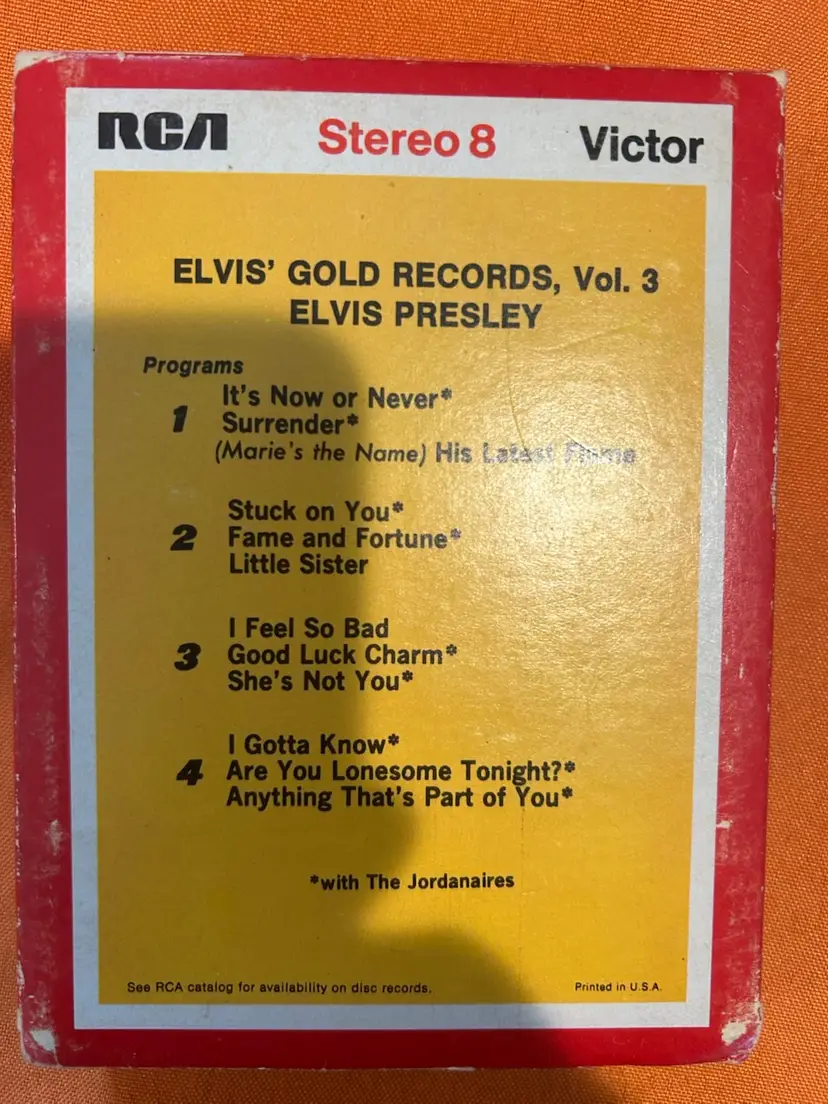 RCA Stereo 8 Victor
ELVIS' GOLD RECORDS, Vol. 3
ELVIS PRESLEY
Programs
1 It's Now or Never*
Surrender*
(Marie's the Name) His Latest Flame
2 Stuck on You*
Fame and Fortune*
Little Sister
3 I Feel So Bad
Good Luck Charm*
She's Not You*
4 I Gotta Know*
Are You Lonesome Tonight?*
Anything That's Part of You*
*with The Jordanaires
See RCA catalog for availability on disc records. Printed in U.S.A.